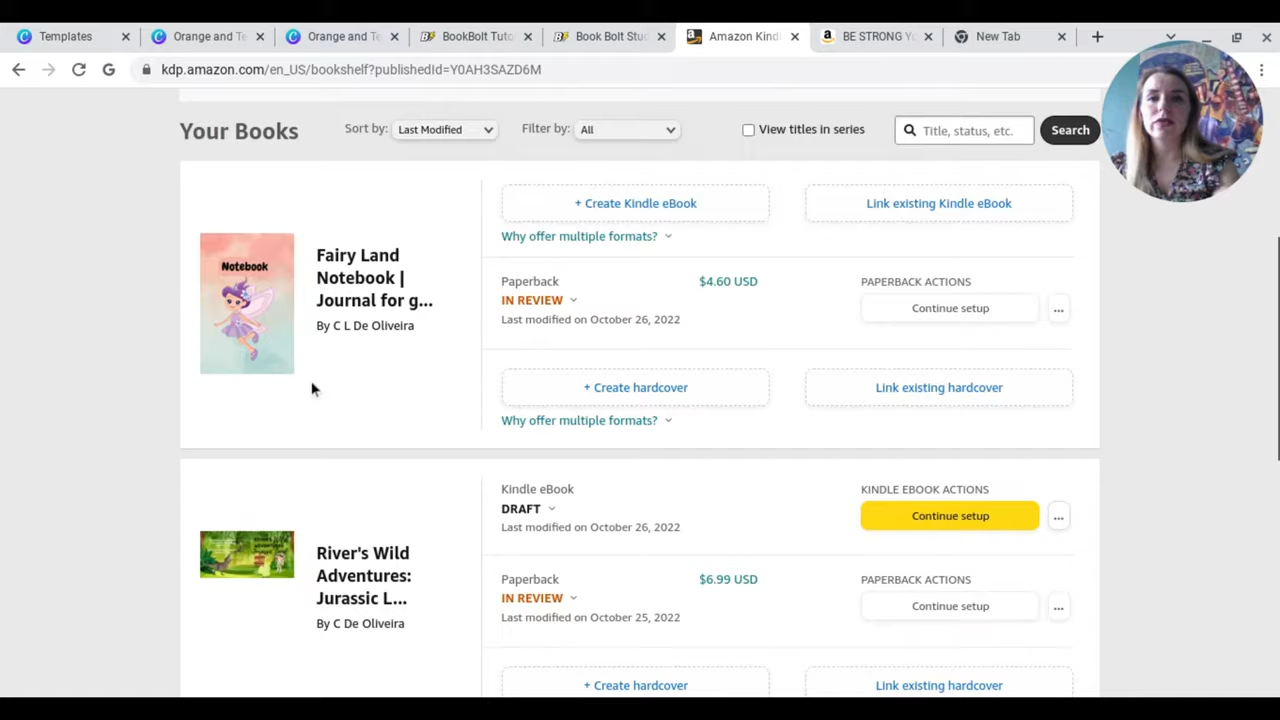 Templates
Orange and Te
Orange and Te
BookBolt Tuto
Book Bolt Stu
Amazon Kindl
BE STRONG Yo
New Tab
kdp.amazon.com/en_US/bookshelf?publishedId=Y0AH3SAZD6M
Your Books
Sort by: Last Modified
Filter by: All
View titles in series
Title, status, etc.
Search
+ Create Kindle eBook
Link existing Kindle eBook
Why offer multiple formats?
Notebook
Fairy Land
Notebook |
Journal for g...
By C L De Oliveira
Paperback
$4.60 USD
PAPERBACK ACTIONS
IN REVIEW
Continue setup
...
Last modified on October 26, 2022
+ Create hardcover
Link existing hardcover
Why offer multiple formats?
River's Wild
Adventures:
Jurassic L...
By C De Oliveira
Kindle eBook
KINDLE EBOOK ACTIONS
DRAFT
Continue setup
...
Last modified on October 26, 2022
Paperback
$6.99 USD
PAPERBACK ACTIONS
IN REVIEW
Continue setup
...
Last modified on October 25, 2022
+ Create hardcover
Link existing hardcover